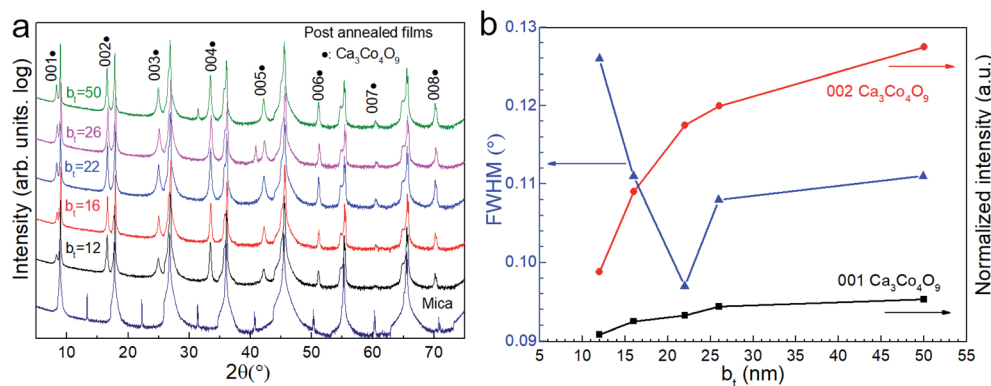 a
Post annealed films
●: Ca₃Co₄O₉
001●
002●
003●
004●
005●
006●
007●
008●
bₜ=50
26
22
bₜ=16
bₜ=12
Mica
Intensity (arb. units. log)
10 20 30 40 50 60 70
2θ(°)
b
0.13
0.12
0.11
0.10
0.09
FWHM (°)
002 Ca₃Co₄O₉
001 Ca₃Co₄O₉
Normalized Intensity (a.u.)
5 10 15 20 25 30 35 40 45 50 55
bₜ (nm)